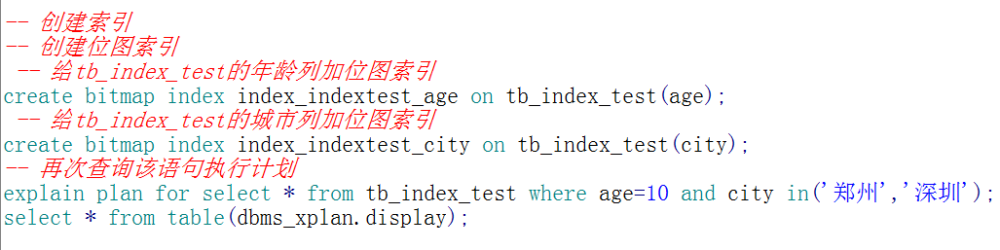 -- 创建索引
-- 创建位图索引
-- 给tb_index_test的年龄列加位图索引
create bitmap index index_indextest_age on tb_index_test(age);
-- 给tb_index_test的城市列加位图索引
create bitmap index index_indextest_city on tb_index_test(city);
-- 再次查询该语句执行计划
explain plan for select * from tb_index_test where age=10 and city in('郑州','深圳');
select * from table(dbms_xplan.display);